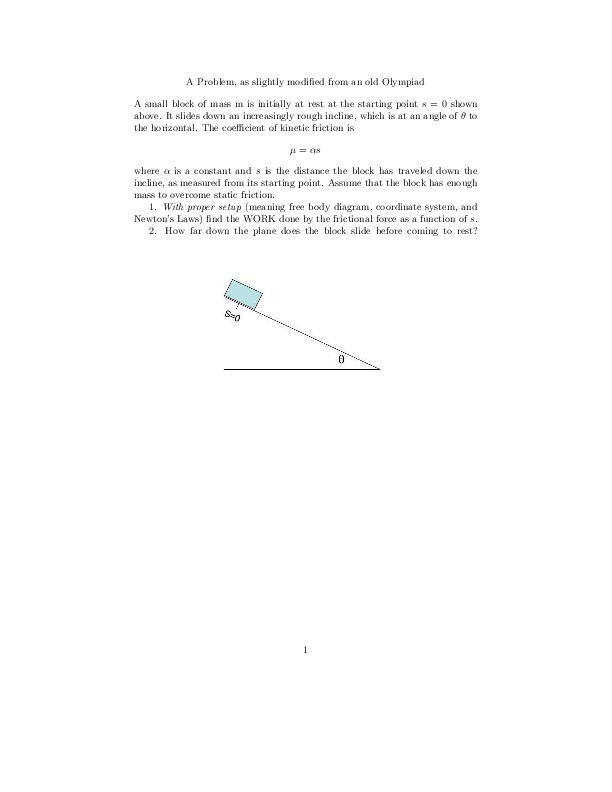 A Problem, as slightly modified from an old Olympiad
A small block of mass m is initially at rest at the starting point s = 0 shown
above. It slides down an increasingly rough incline, which is at an angle of θ to
the horizontal. The coefficient of kinetic friction is
μ = αs
where α is a constant and s is the distance the block has traveled down the
incline, as measured from its starting point. Assume that the block has enough
mass to overcome static friction.
1. With proper setup (meaning free body diagram, coordinate system, and
Newton's Laws) find the WORK done by the frictional force as a function of s.
2. How far down the plane does the block slide before coming to rest?
S=0
θ
1